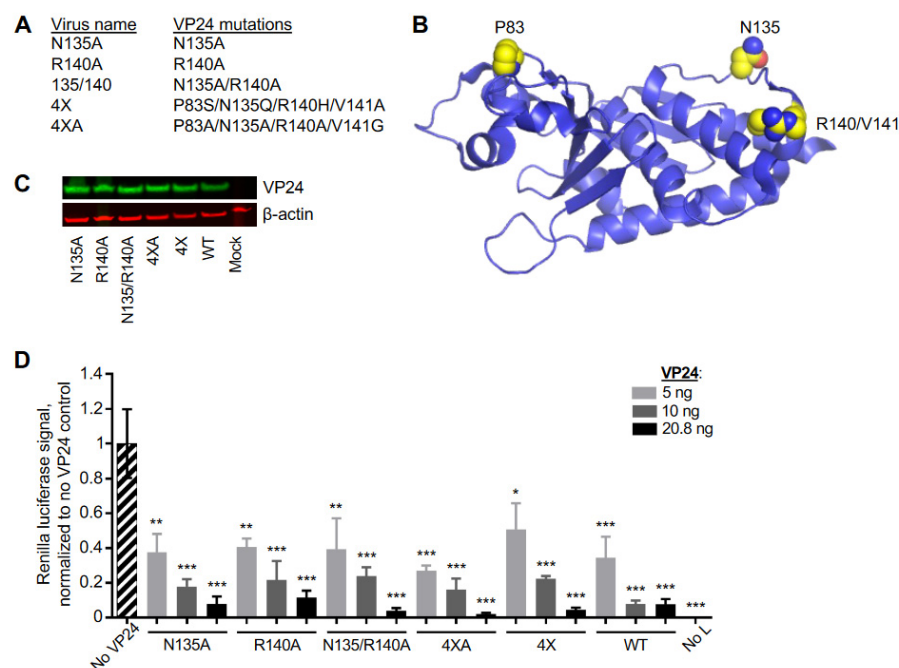 A
Virus name VP24 mutations
N135A N135A
R140A R140A
135/140 N135A/R140A
4X P83S/N135Q/R140H/V141A
4XA P83A/N135A/R140A/V141G
B
P83
N135
R140/V141
C
VP24
β-actin
N135A
R140A
N135/R140A
4XA
4X
WT
Mock
D
Renilla luciferase signal,
normalized to no VP24 control
1.4
1.2
1
0.8
0.6
0.4
0.2
0
VP24:
5 ng
10 ng
20.8 ng
** *** *** ** *** *** ** *** *** *** *** *** * *** *** *** *** *** ***
No VP24 N135A R140A N135/R140A 4XA 4X WT No L